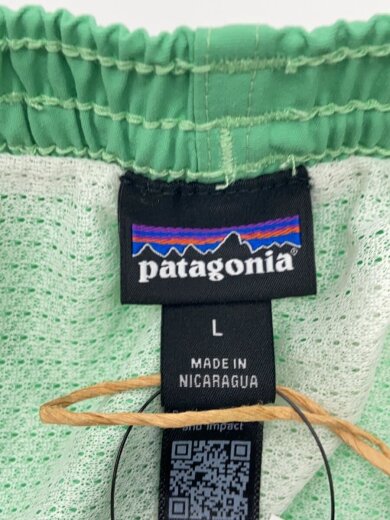 patagonia®
L
MADE IN
NICARAGUA
and impact